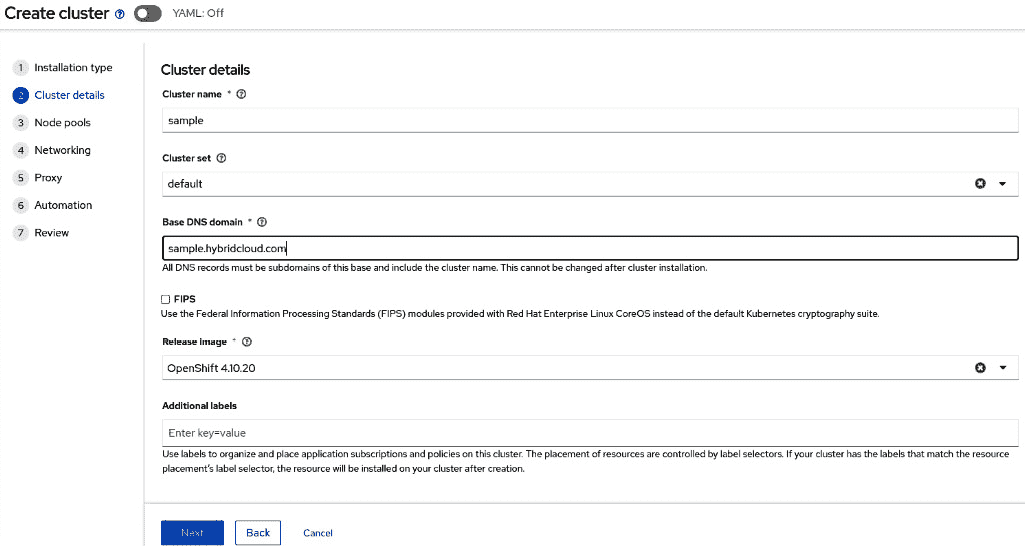 Create cluster
YAML: Off
1 Installation type
2 Cluster details
3 Node pools
4 Networking
5 Proxy
6 Automation
7 Review
Cluster details
Cluster name *
sample
Cluster set
default
Base DNS domain *
sample.hybridcloud.com
All DNS records must be subdomains of this base and include the cluster name. This cannot be changed after cluster installation.
FIPS
Use the Federal Information Processing Standards (FIPS) modules provided with Red Hat Enterprise Linux CoreOS instead of the default Kubernetes cryptography suite.
Release image *
OpenShift 4.10.20
Additional labels
Enter key=value
Use labels to organize and place application subscriptions and policies on this cluster. The placement of resources are controlled by label selectors. If your cluster has the labels that match the resource
placement's label selector, the resource will be installed on your cluster after creation.
Next Back Cancel